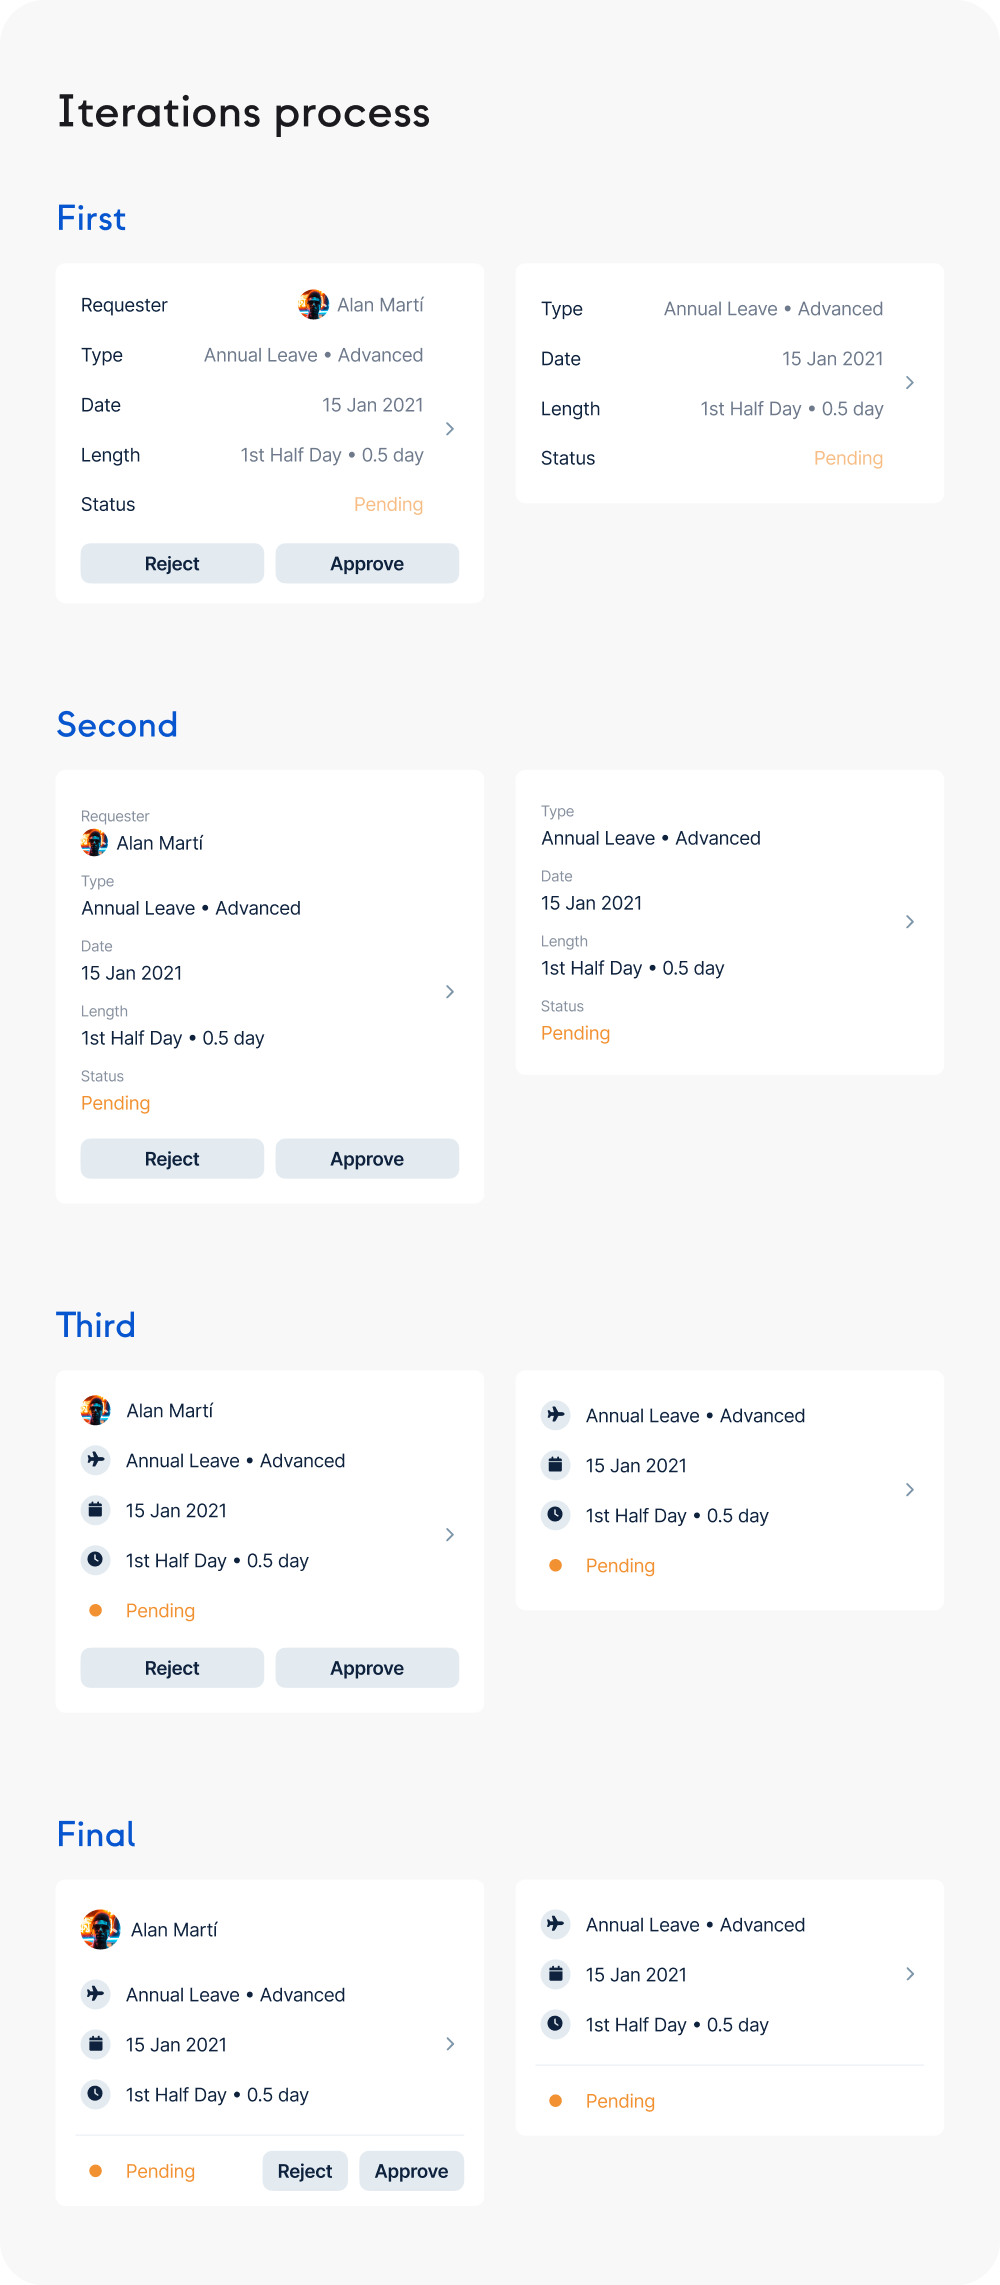 Iterations process
First
Requester Alan Martí
Type Annual Leave • Advanced
Date 15 Jan 2021
Length 1st Half Day • 0.5 day
Status Pending
Reject Approve
Type Annual Leave • Advanced
Date 15 Jan 2021
Length 1st Half Day • 0.5 day
Status Pending
Second
Requester
Alan Martí
Type
Annual Leave • Advanced
Date
15 Jan 2021
Length
1st Half Day • 0.5 day
Status
Pending
Reject Approve
Type
Annual Leave • Advanced
Date
15 Jan 2021
Length
1st Half Day • 0.5 day
Status
Pending
Third
Alan Martí
Annual Leave • Advanced
15 Jan 2021
1st Half Day • 0.5 day
Pending
Reject Approve
Annual Leave • Advanced
15 Jan 2021
1st Half Day • 0.5 day
Pending
Final
Alan Martí
Annual Leave • Advanced
15 Jan 2021
1st Half Day • 0.5 day
Pending Reject Approve
Annual Leave • Advanced
15 Jan 2021
1st Half Day • 0.5 day
Pending